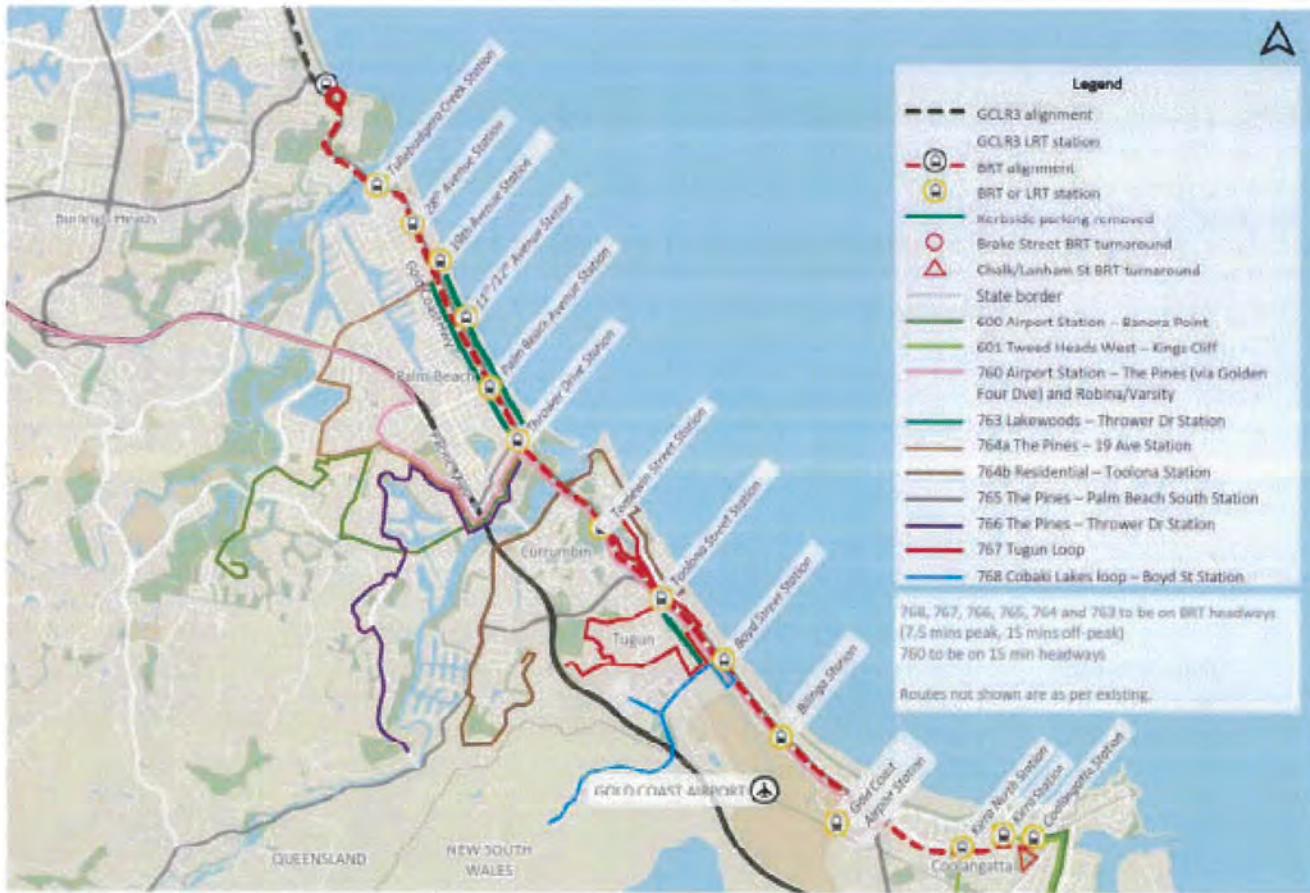 Legend
GCLR3 alignment
GCLR3 LRT station
BRT alignment
BRT or LRT station
Kerbside parking removed
Brake Street BRT turnaround
Chalk/Lanham St BRT turnaround
State border
600 Airport Station – Banora Point
601 Tweed Heads West – Kings Cliff
760 Airport Station – The Pines (via Golden
Four Dve) and Robina/Varsity
763 Lakewoods – Thrower Dr Station
764a The Pines – 19 Ave Station
764b Residential – Toolona Station
765 The Pines – Palm Beach South Station
766 The Pines – Thrower Dr Station
767 Tugun Loop
768 Cobaki Lakes loop – Boyd St Station
768, 767, 766, 765, 764 and 763 to be on BRT headways
(7.5 mins peak, 15 mins off-peak)
760 to be on 15 min headways
Routes not shown are as per existing.
Tallebudgera Creek Station
28th Avenue Station
19th Avenue Station
11th/12th Avenue Station
Palm Beach Avenue Station
Thrower Drive Station
Toolona Street Station
Boyd Street Station
Bilinga Station
Gold Coast
Airport Station
Kirra North Station
Kirra Station
Coolangatta Station
Burleigh Heads
Gold Coast Hwy
Palm Beach
Currumbin
Tugun
GOLD COAST AIRPORT
Coolangatta
QUEENSLAND
NEW SOUTH
WALES